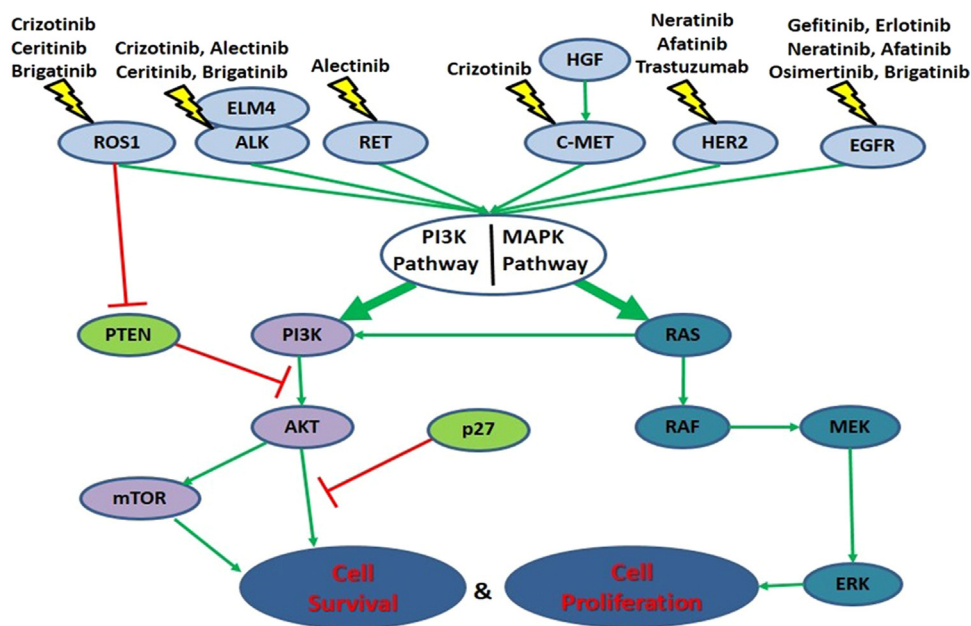 Crizotinib
Ceritinib
Brigatinib
Crizotinib, Alectinib
Ceritinib, Brigatinib
Alectinib
Crizotinib
HGF
Neratinib
Afatinib
Trastuzumab
Gefitinib, Erlotinib
Neratinib, Afatinib
Osimertinib, Brigatinib
ROS1
ELM4
ALK
RET
C-MET
HER2
EGFR
PI3K
Pathway
MAPK
Pathway
PTEN
PI3K
RAS
AKT
p27
RAF
MEK
mTOR
Cell
Survival
&
Cell
Proliferation
ERK